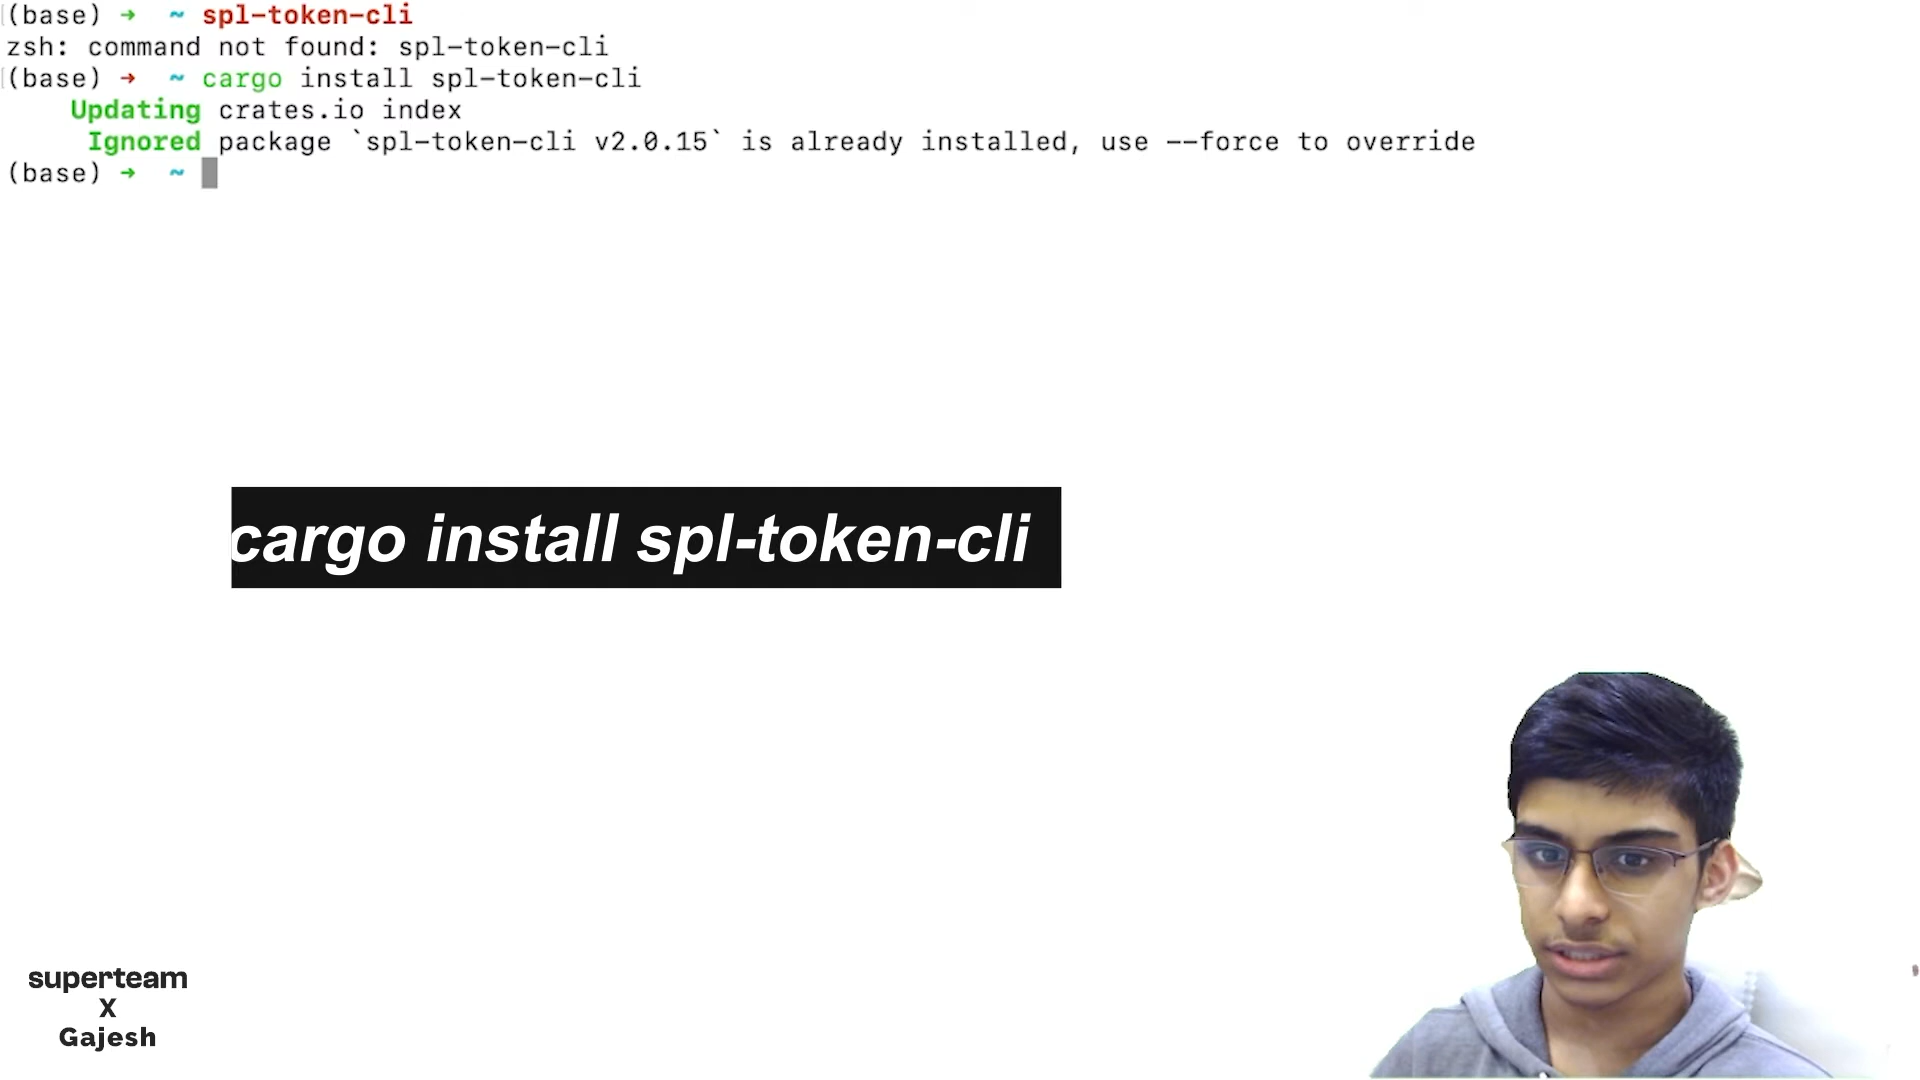 (base) → ~ spl-token-cli
zsh: command not found: spl-token-cli
(base) → ~ cargo install spl-token-cli
Updating crates.io index
Ignored package `spl-token-cli v2.0.15` is already installed, use --force to override
(base) → ~
cargo install spl-token-cli
superteam
X
Gajesh